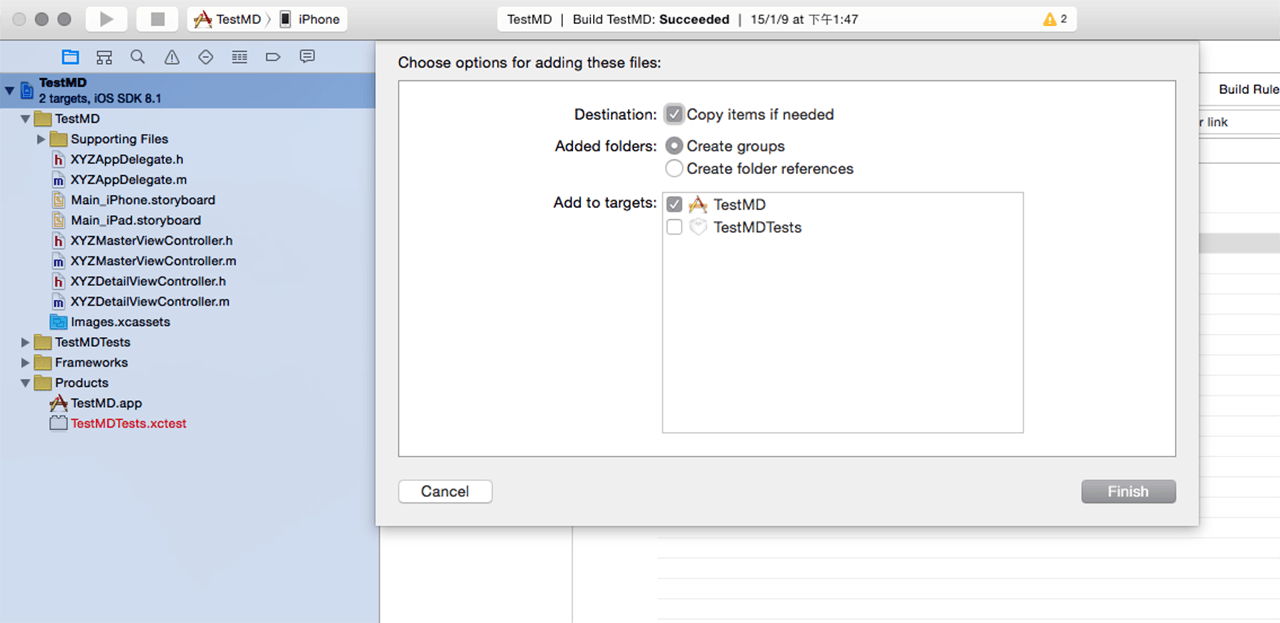 TestMD 〉 iPhone
TestMD | Build TestMD: Succeeded | 15/1/9 at 下午1:47
2
TestMD
2 targets, iOS SDK 8.1
TestMD
Supporting Files
h XYZAppDelegate.h
m XYZAppDelegate.m
Main_iPhone.storyboard
Main_iPad.storyboard
h XYZMasterViewController.h
m XYZMasterViewController.m
h XYZDetailViewController.h
m XYZDetailViewController.m
Images.xcassets
TestMDTests
Frameworks
Products
TestMD.app
TestMDTests.xctest
Choose options for adding these files:
Destination: Copy items if needed
Added folders: Create groups
Create folder references
Add to targets: TestMD
TestMDTests
Cancel
Finish
Build Rule
r link